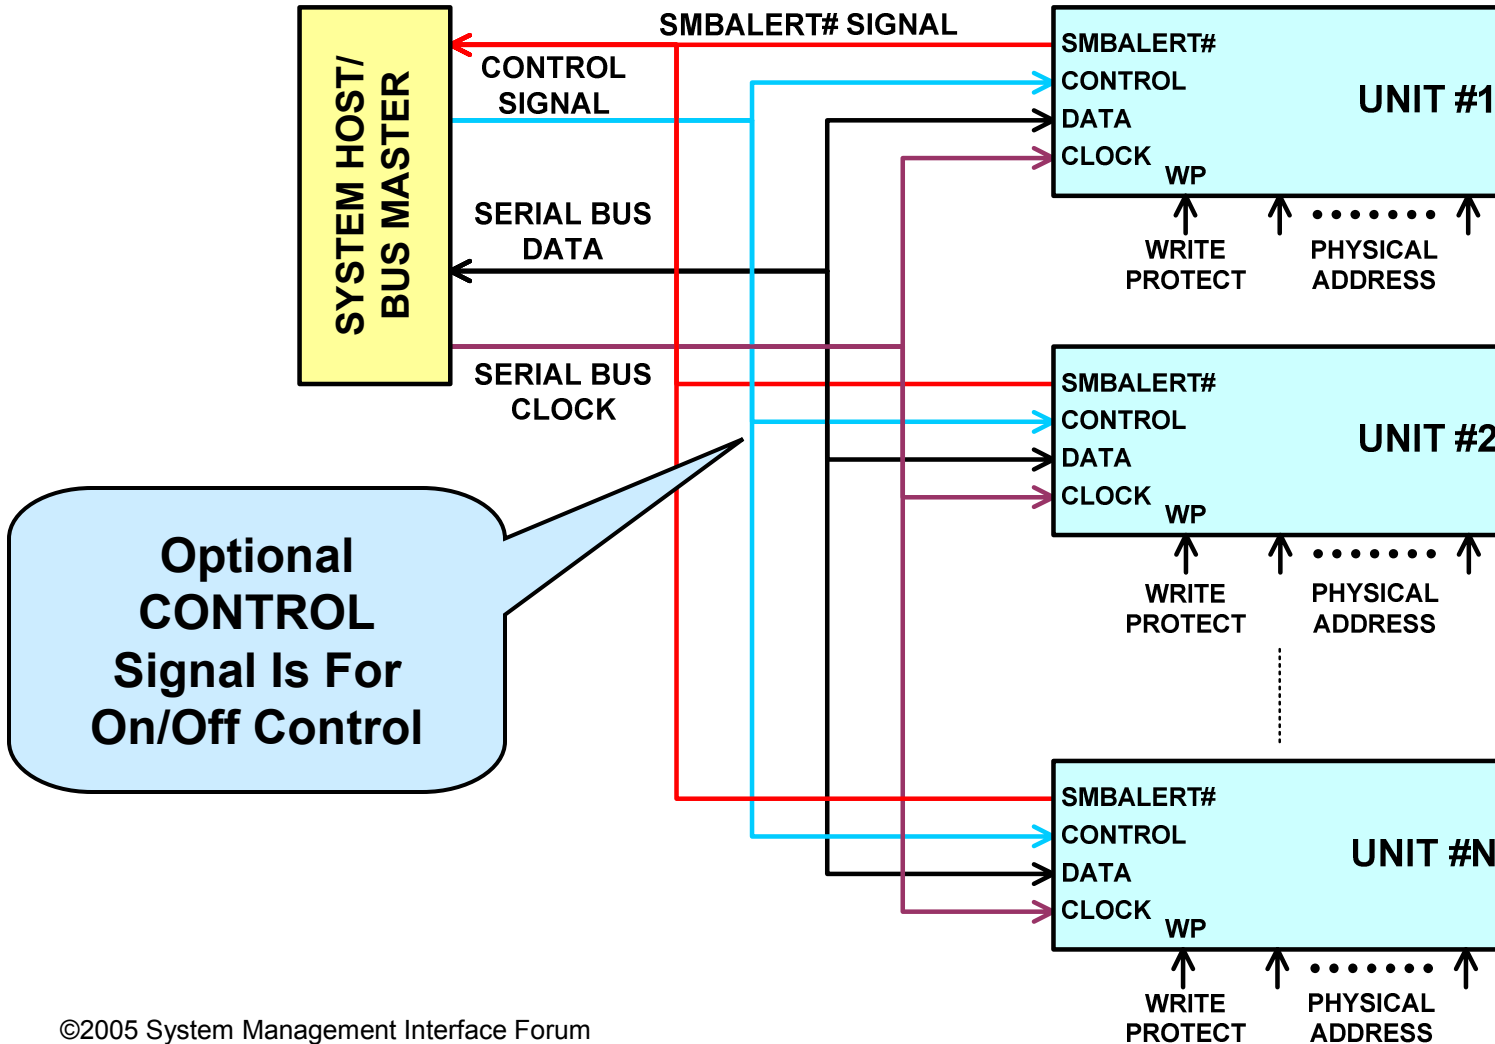 SMBALERT# SIGNAL
CONTROL
SIGNAL
SYSTEM HOST/
BUS MASTER
SERIAL BUS
DATA
SERIAL BUS
CLOCK
SMBALERT#
CONTROL
DATA
CLOCK
WP
UNIT #1
WRITE
PROTECT
PHYSICAL
ADDRESS
SMBALERT#
CONTROL
DATA
CLOCK
WP
UNIT #2
WRITE
PROTECT
PHYSICAL
ADDRESS
Optional
CONTROL
Signal Is For
On/Off Control
SMBALERT#
CONTROL
DATA
CLOCK
WP
UNIT #N
WRITE
PROTECT
PHYSICAL
ADDRESS
©2005 System Management Interface Forum